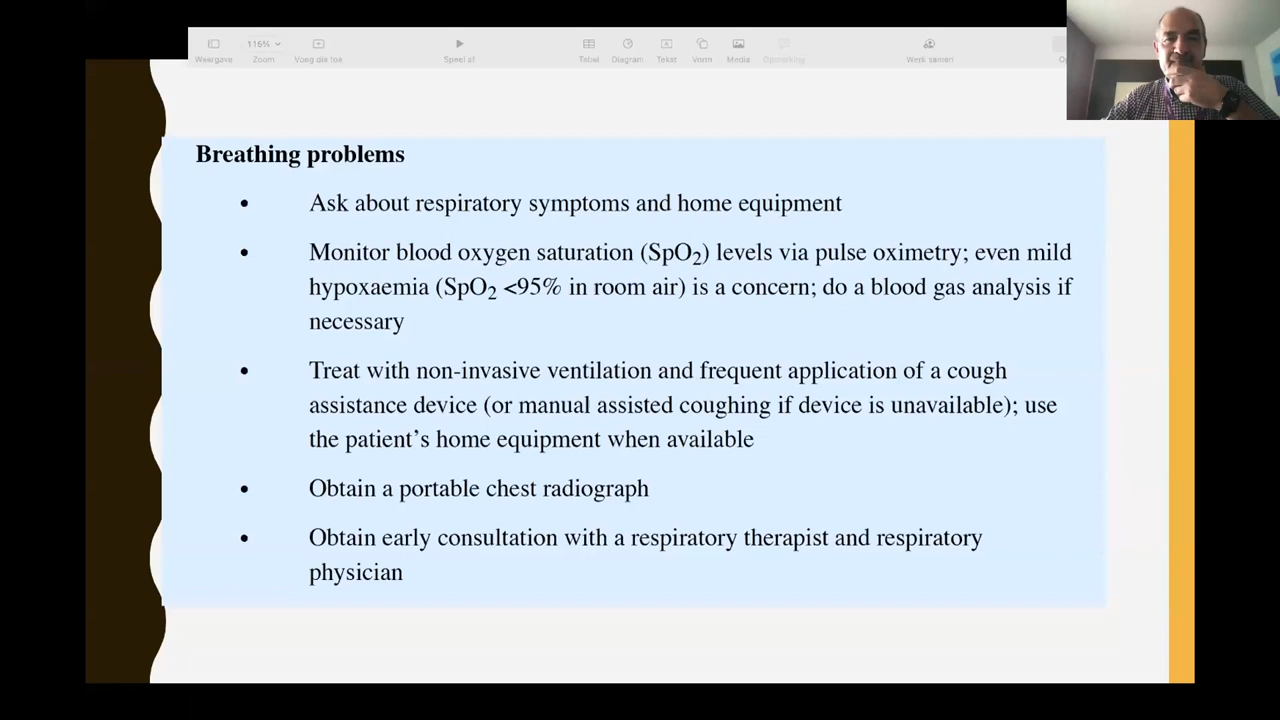 116%
Weergave
Zoom
Voeg dia toe
Speel af
Tabel
Diagram
Tekst
Vorm
Media
Opmerking
Werk samen
Breathing problems
• Ask about respiratory symptoms and home equipment
• Monitor blood oxygen saturation (SpO2) levels via pulse oximetry; even mild
hypoxaemia (SpO2 <95% in room air) is a concern; do a blood gas analysis if
necessary
• Treat with non-invasive ventilation and frequent application of a cough
assistance device (or manual assisted coughing if device is unavailable); use
the patient’s home equipment when available
• Obtain a portable chest radiograph
• Obtain early consultation with a respiratory therapist and respiratory
physician